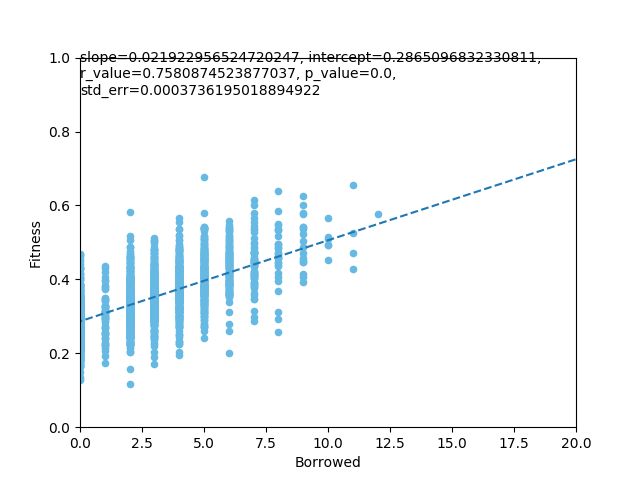 slope=0.021922956524720247, intercept=0.2865096832330811,
r_value=0.7580874523877037, p_value=0.0,
std_err=0.0003736195018894922
1.0
0.8
0.6
0.4
0.2
0.0
Fitness
0.0 2.5 5.0 7.5 10.0 12.5 15.0 17.5 20.0
Borrowed